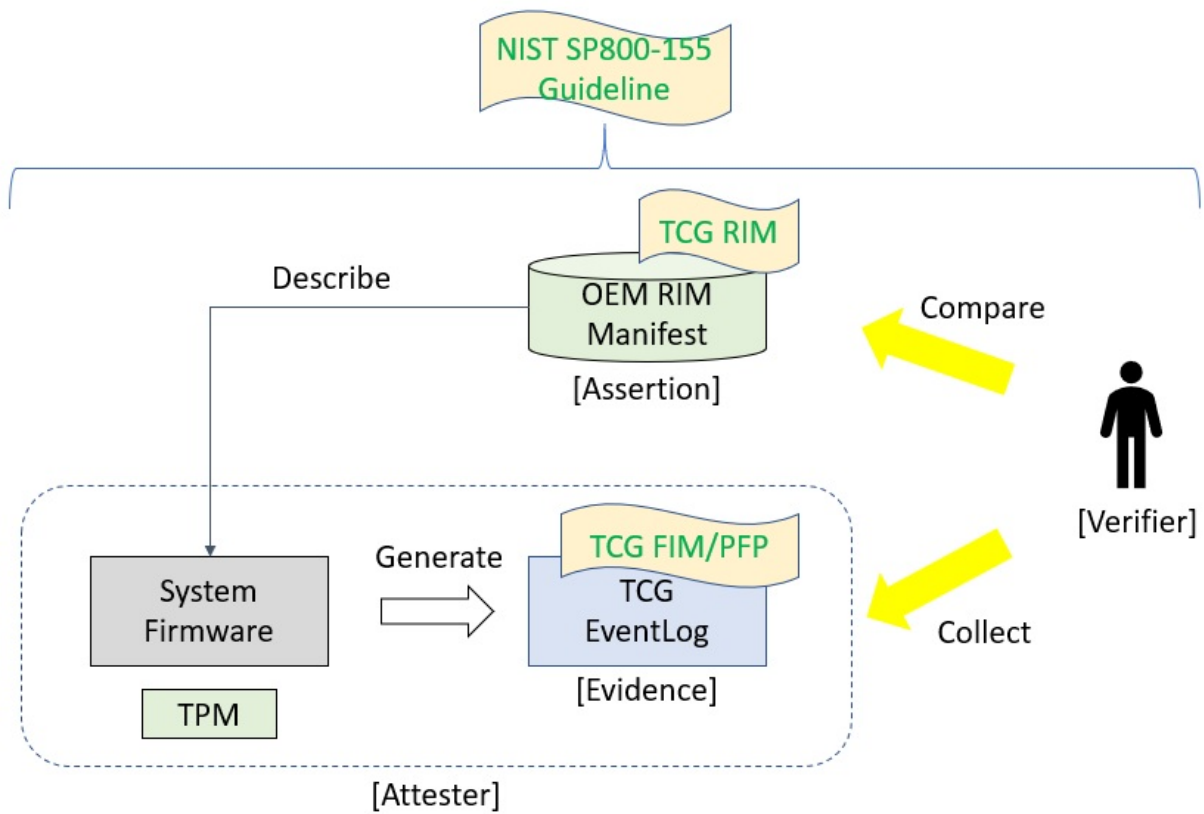 NIST SP800-155
Guideline
TCG RIM
Describe
OEM RIM
Manifest
Compare
[Assertion]
[Verifier]
TCG FIM/PFP
Generate
System
Firmware
TCG
EventLog
Collect
[Evidence]
TPM
[Attester]